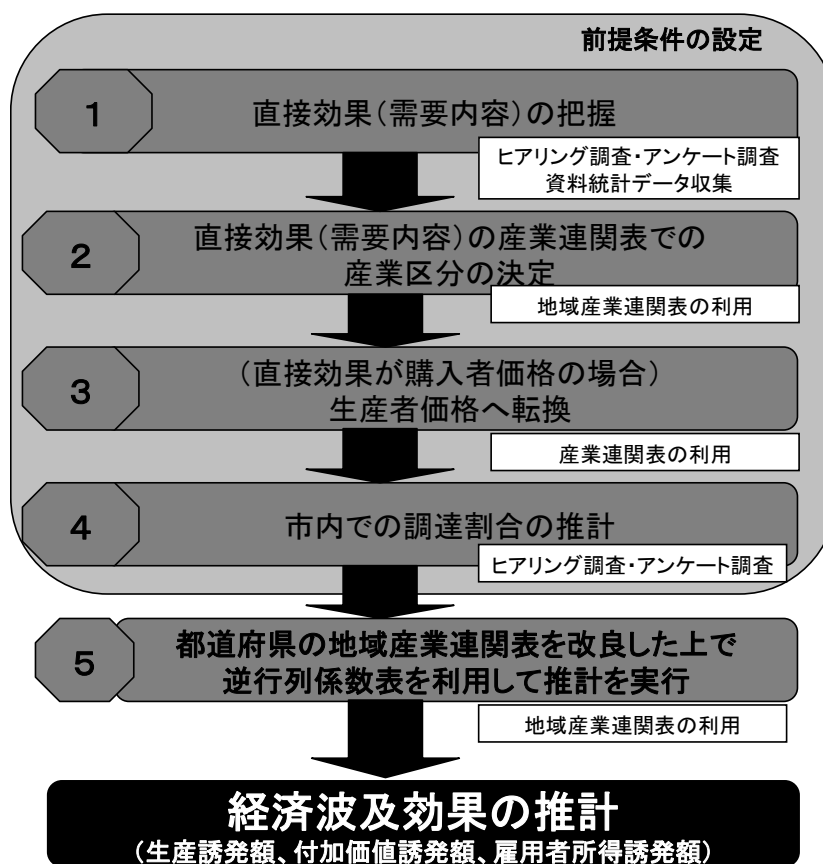 前提条件の設定
1
直接効果(需要内容)の把握
ヒアリング調査・アンケート調査
資料統計データ収集
2
直接効果(需要内容)の産業連関表での
産業区分の決定
地域産業連関表の利用
3
(直接効果が購入者価格の場合)
生産者価格へ転換
産業連関表の利用
4
市内での調達割合の推計
ヒアリング調査・アンケート調査
5
都道府県の地域産業連関表を改良した上で
逆行列係数表を利用して推計を実行
地域産業連関表の利用
経済波及効果の推計
(生産誘発額、付加価値誘発額、雇用者所得誘発額)